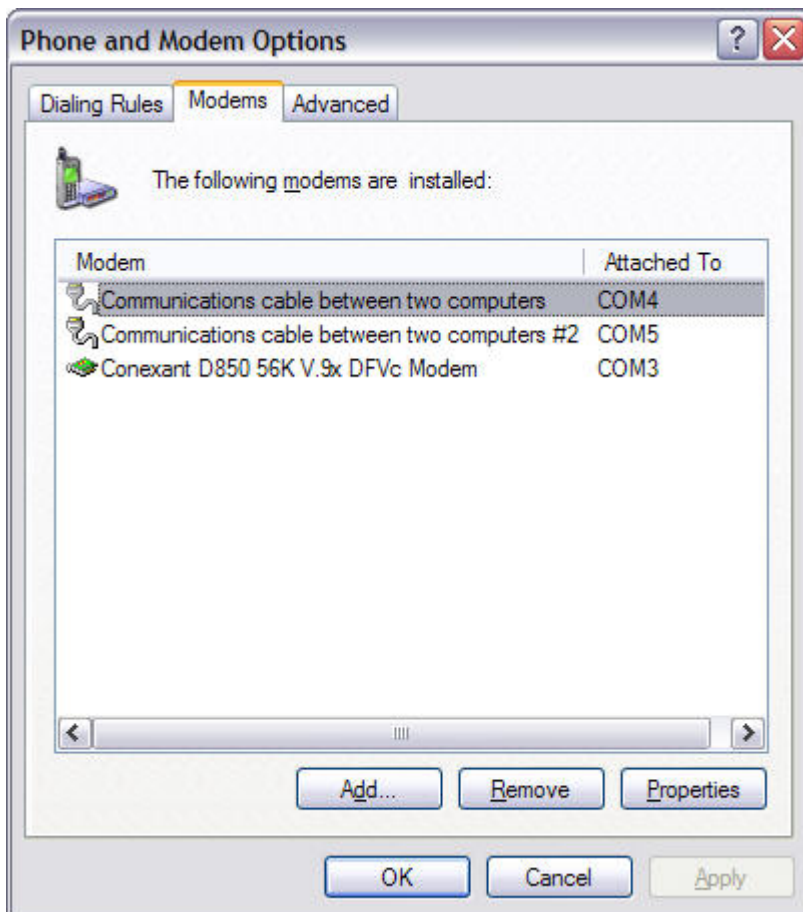 Phone and Modem Options
?
Dialing Rules Modems Advanced
The following modems are installed:
Modem Attached To
Communications cable between two computers COM4
Communications cable between two computers #2 COM5
Conexant D850 56K V.9x DFVc Modem COM3
Add... Remove Properties
OK Cancel Apply